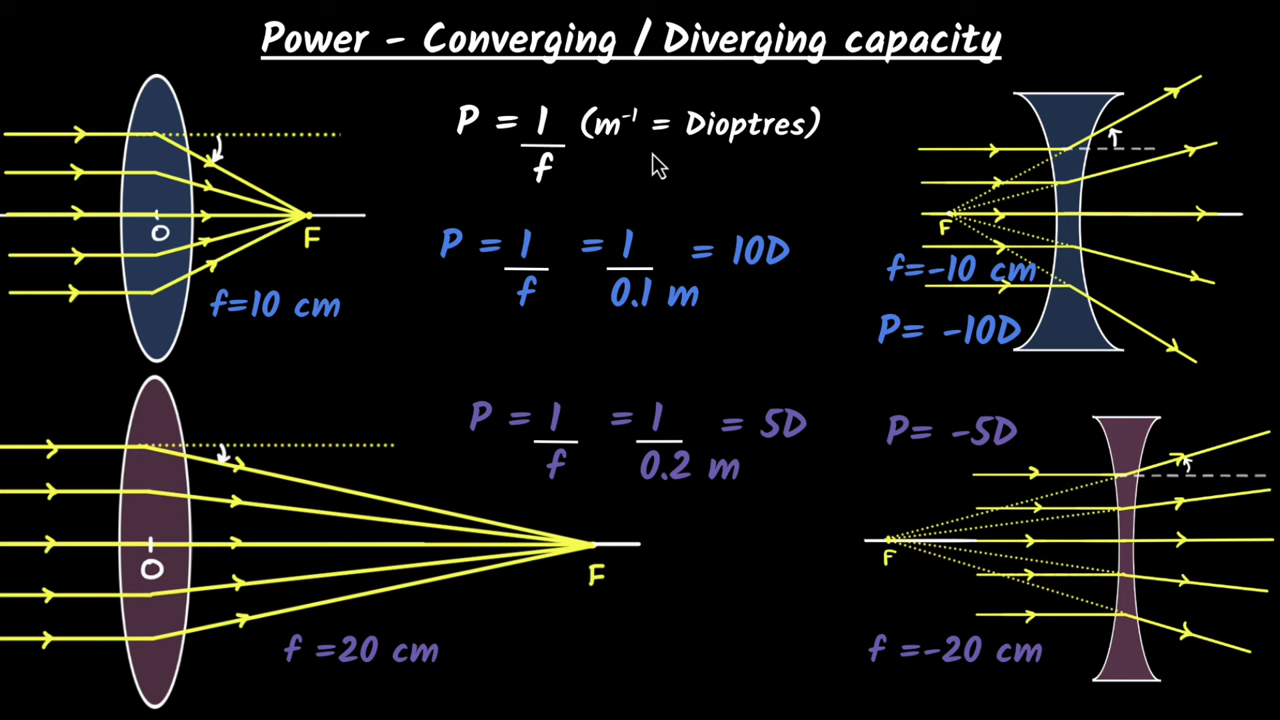 Power - Converging / Diverging capacity
P = 1/f (m⁻¹ = Dioptres)
O
F
f=10 cm
P = 1/f = 1/0.1 m = 10D
F
f=-10 cm
P= -10D
P = 1/f = 1/0.2 m = 5D
P= -5D
O
F
f =20 cm
F
f =-20 cm